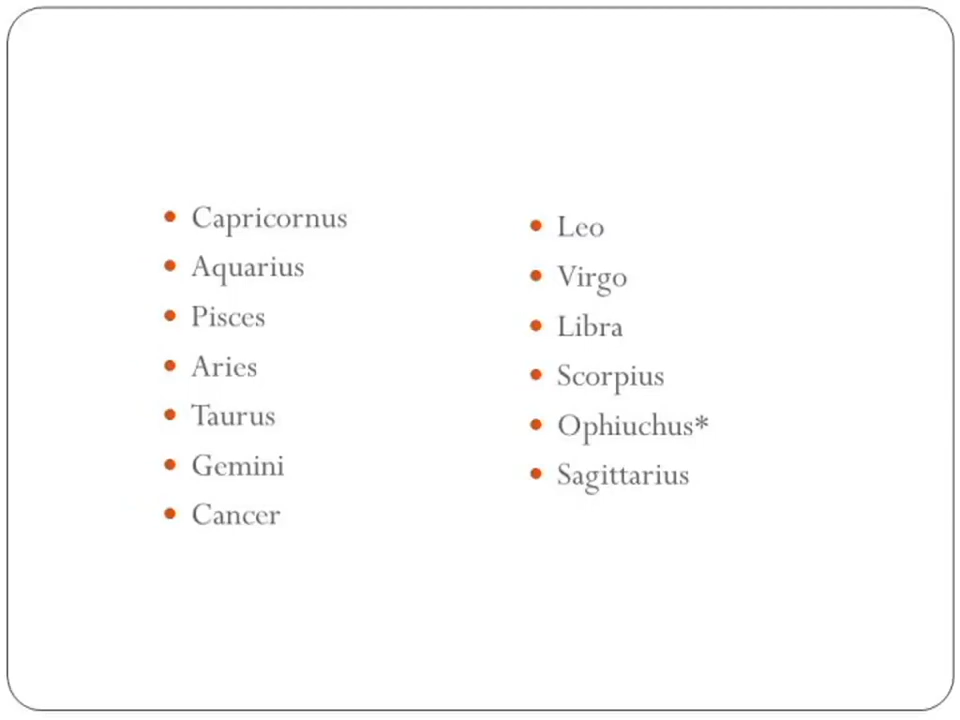 Capricornus
Aquarius
Pisces
Aries
Taurus
Gemini
Cancer
Leo
Virgo
Libra
Scorpius
Ophiuchus*
Sagittarius